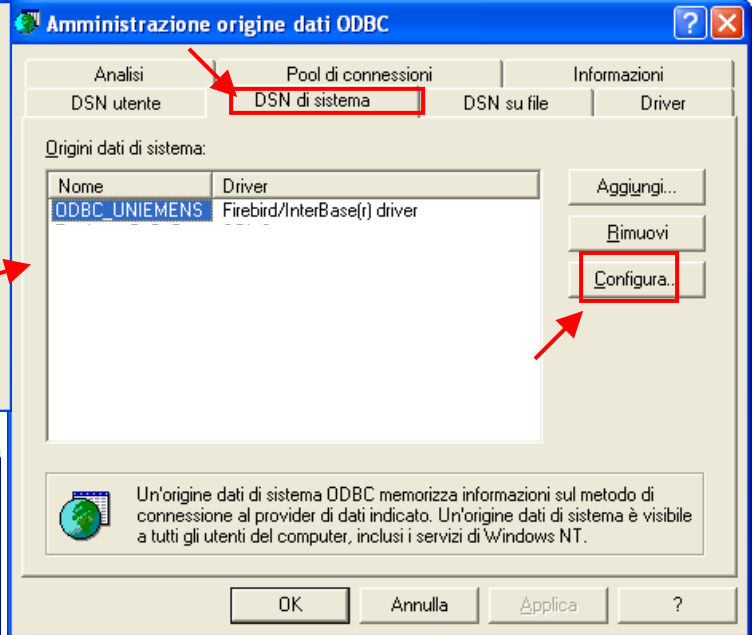 Amministrazione origine dati ODBC
Analisi Pool di connessioni Informazioni
DSN utente DSN di sistema DSN su file Driver
Origini dati di sistema:
Nome Driver
ODBC_UNIEMENS Firebird/InterBase(r) driver
Aggiungi...
Rimuovi
Configura..
Un'origine dati di sistema ODBC memorizza informazioni sul metodo di
connessione al provider di dati indicato. Un'origine dati di sistema è visibile
a tutti gli utenti del computer, inclusi i servizi di Windows NT.
OK Annulla Applica ?